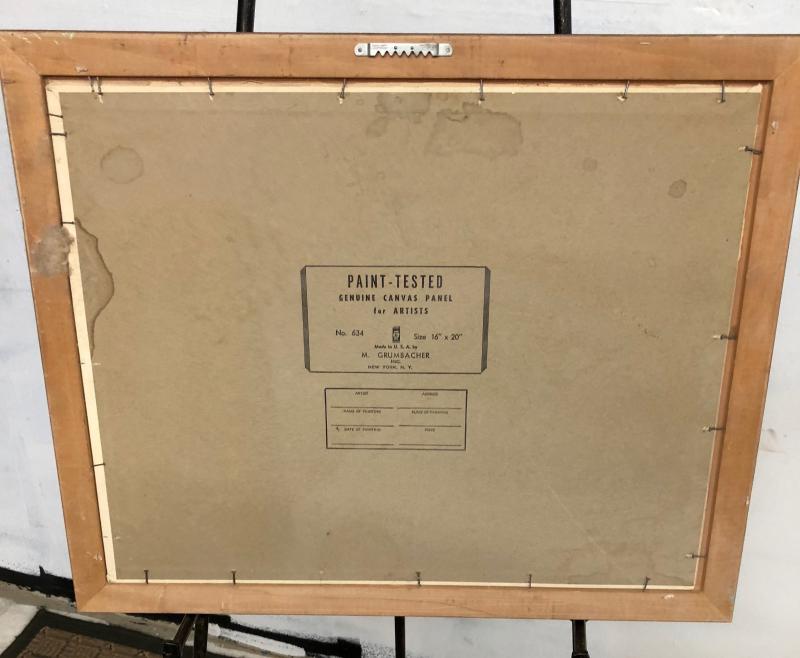 PAINT-TESTED
GENUINE CANVAS PANEL
for ARTISTS
No. 634 Size 16" x 20"
Made in U. S. A. by
M. GRUMBACHER
INC.
NEW YORK, N. Y.
ARTIST ADDRESS
NAME OF PAINTING PLACE OF PAINTING
DATE OF PAINTING PRICE